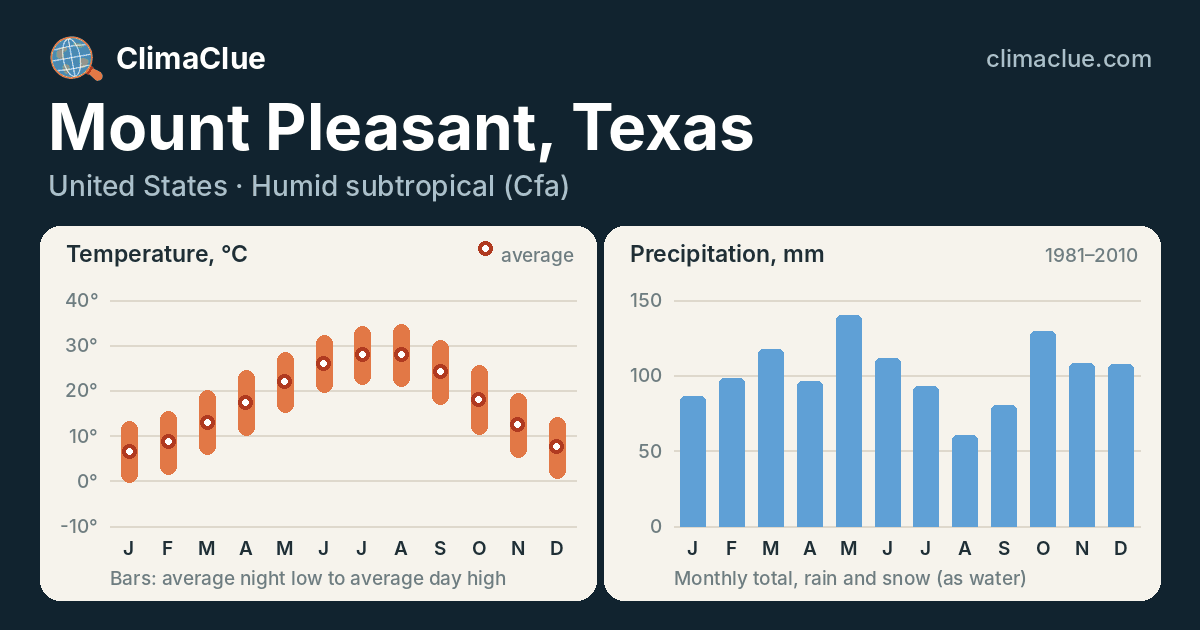 ClimaClue
climaclue.com
Mount Pleasant, Texas
United States · Humid subtropical (Cfa)
Temperature, °C
average
40°
30°
20°
10°
0°
-10°
J F M A M J J A S O N D
Bars: average night low to average day high
Precipitation, mm
1981–2010
150
100
50
0
J F M A M J J A S O N D
Monthly total, rain and snow (as water)